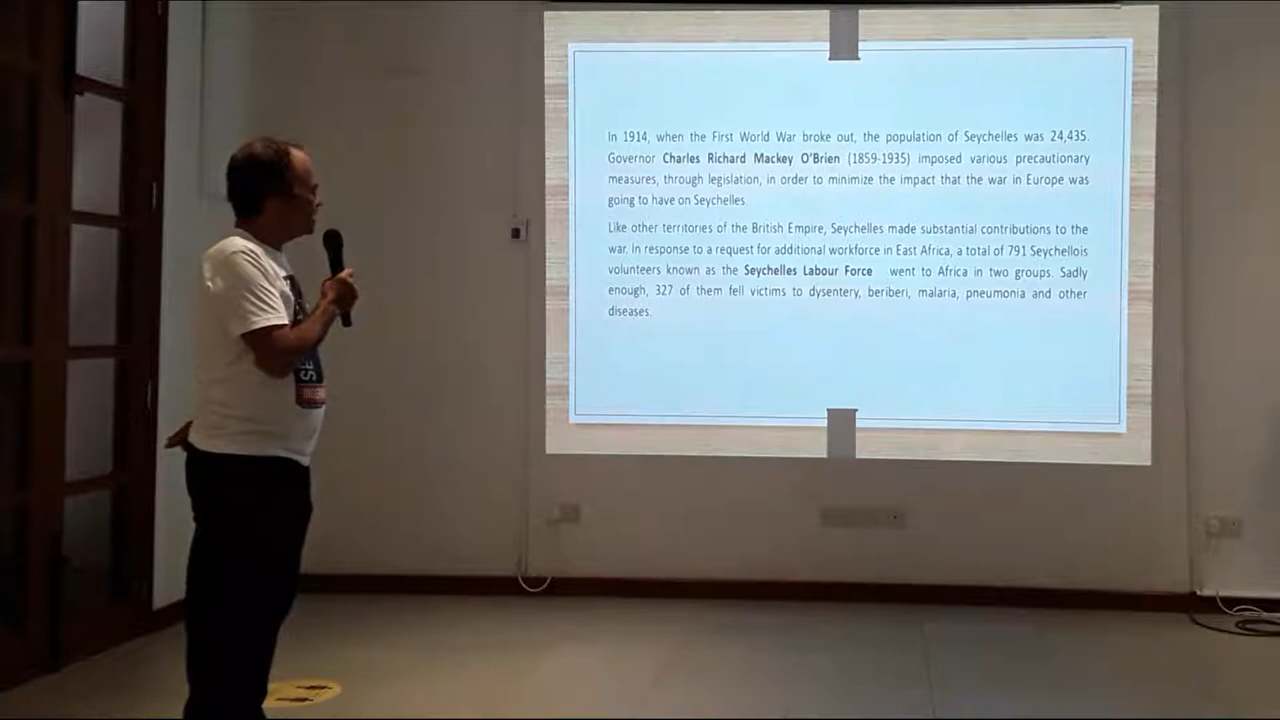 In 1914, when the First World War broke out, the population of Seychelles was 24,435.
Governor Charles Richard Mackey O'Brien (1859-1935) imposed various precautionary
measures, through legislation, in order to minimize the impact that the war in Europe was
going to have on Seychelles.
Like other territories of the British Empire, Seychelles made substantial contributions to the
war. In response to a request for additional workforce in East Africa, a total of 791 Seychellois
volunteers known as the Seychelles Labour Force went to Africa in two groups. Sadly
enough, 327 of them fell victims to dysentery, beriberi, malaria, pneumonia and other
diseases.